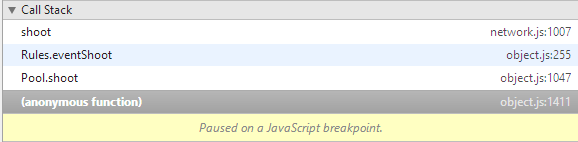 Call Stack
shoot network.js:1007
Rules.eventShoot object.js:255
Pool.shoot object.js:1047
(anonymous function) object.js:1411
Paused on a JavaScript breakpoint.